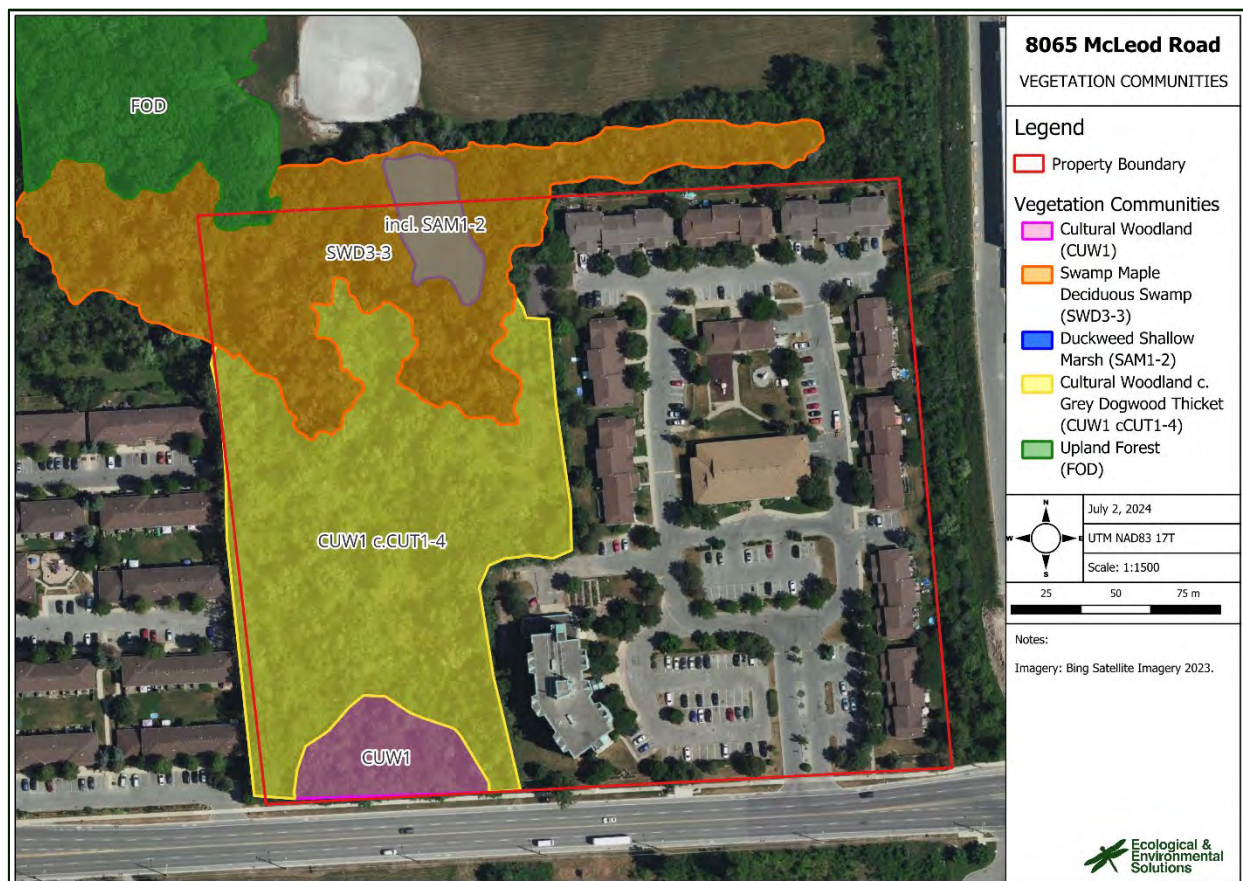 8065 McLeod Road
VEGETATION COMMUNITIES
Legend
Property Boundary
Vegetation Communities
Cultural Woodland
(CUW1)
Swamp Maple
Deciduous Swamp
(SWD3-3)
Duckweed Shallow
Marsh (SAM1-2)
Cultural Woodland c.
Grey Dogwood Thicket
(CUW1 cCUT1-4)
Upland Forest
(FOD)
N
W
E
S
July 2, 2024
UTM NAD83 17T
Scale: 1:1500
25 50 75 m
Notes:
Imagery: Bing Satellite Imagery 2023.
Ecological &
Environmental
Solutions
FOD
incl. SAM1-2
SWD3-3
CUW1 c.CUT1-4
CUW1